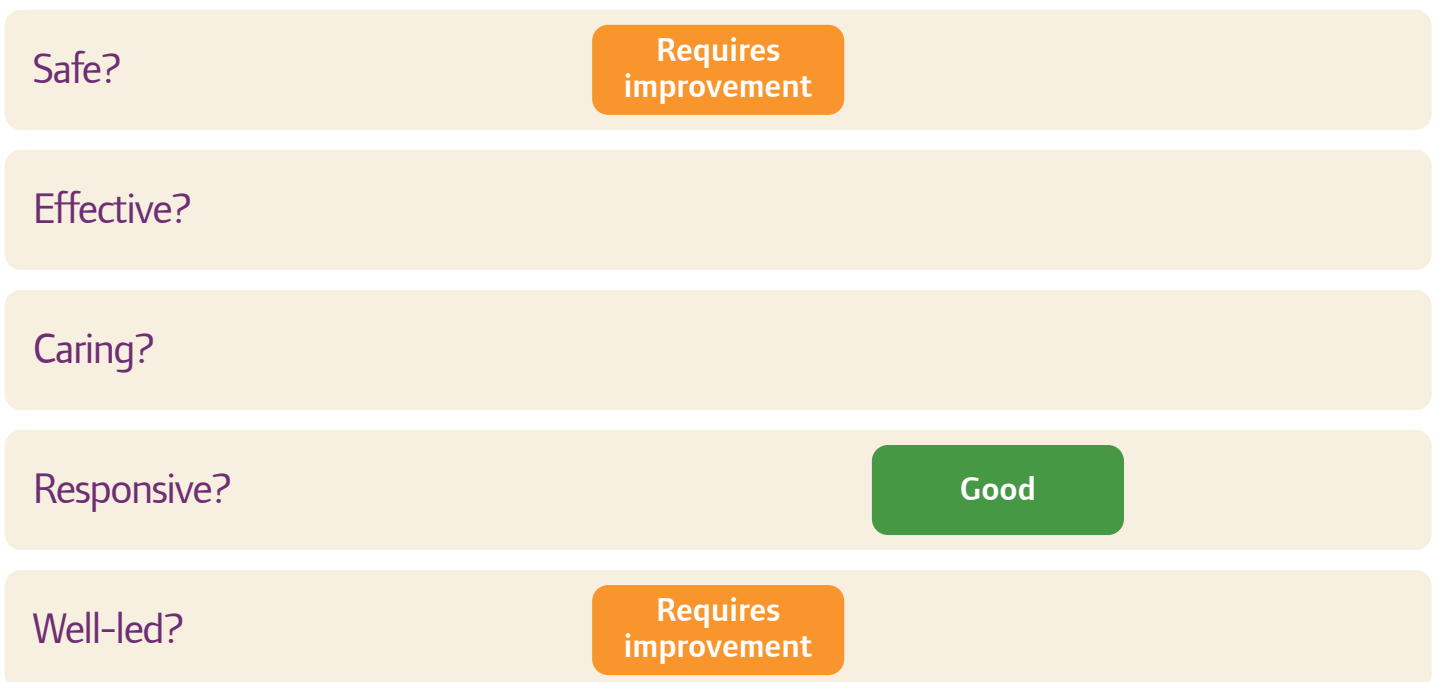 Safe?
Requires
improvement
Effective?
Caring?
Responsive?
Good
Well-led?
Requires
improvement